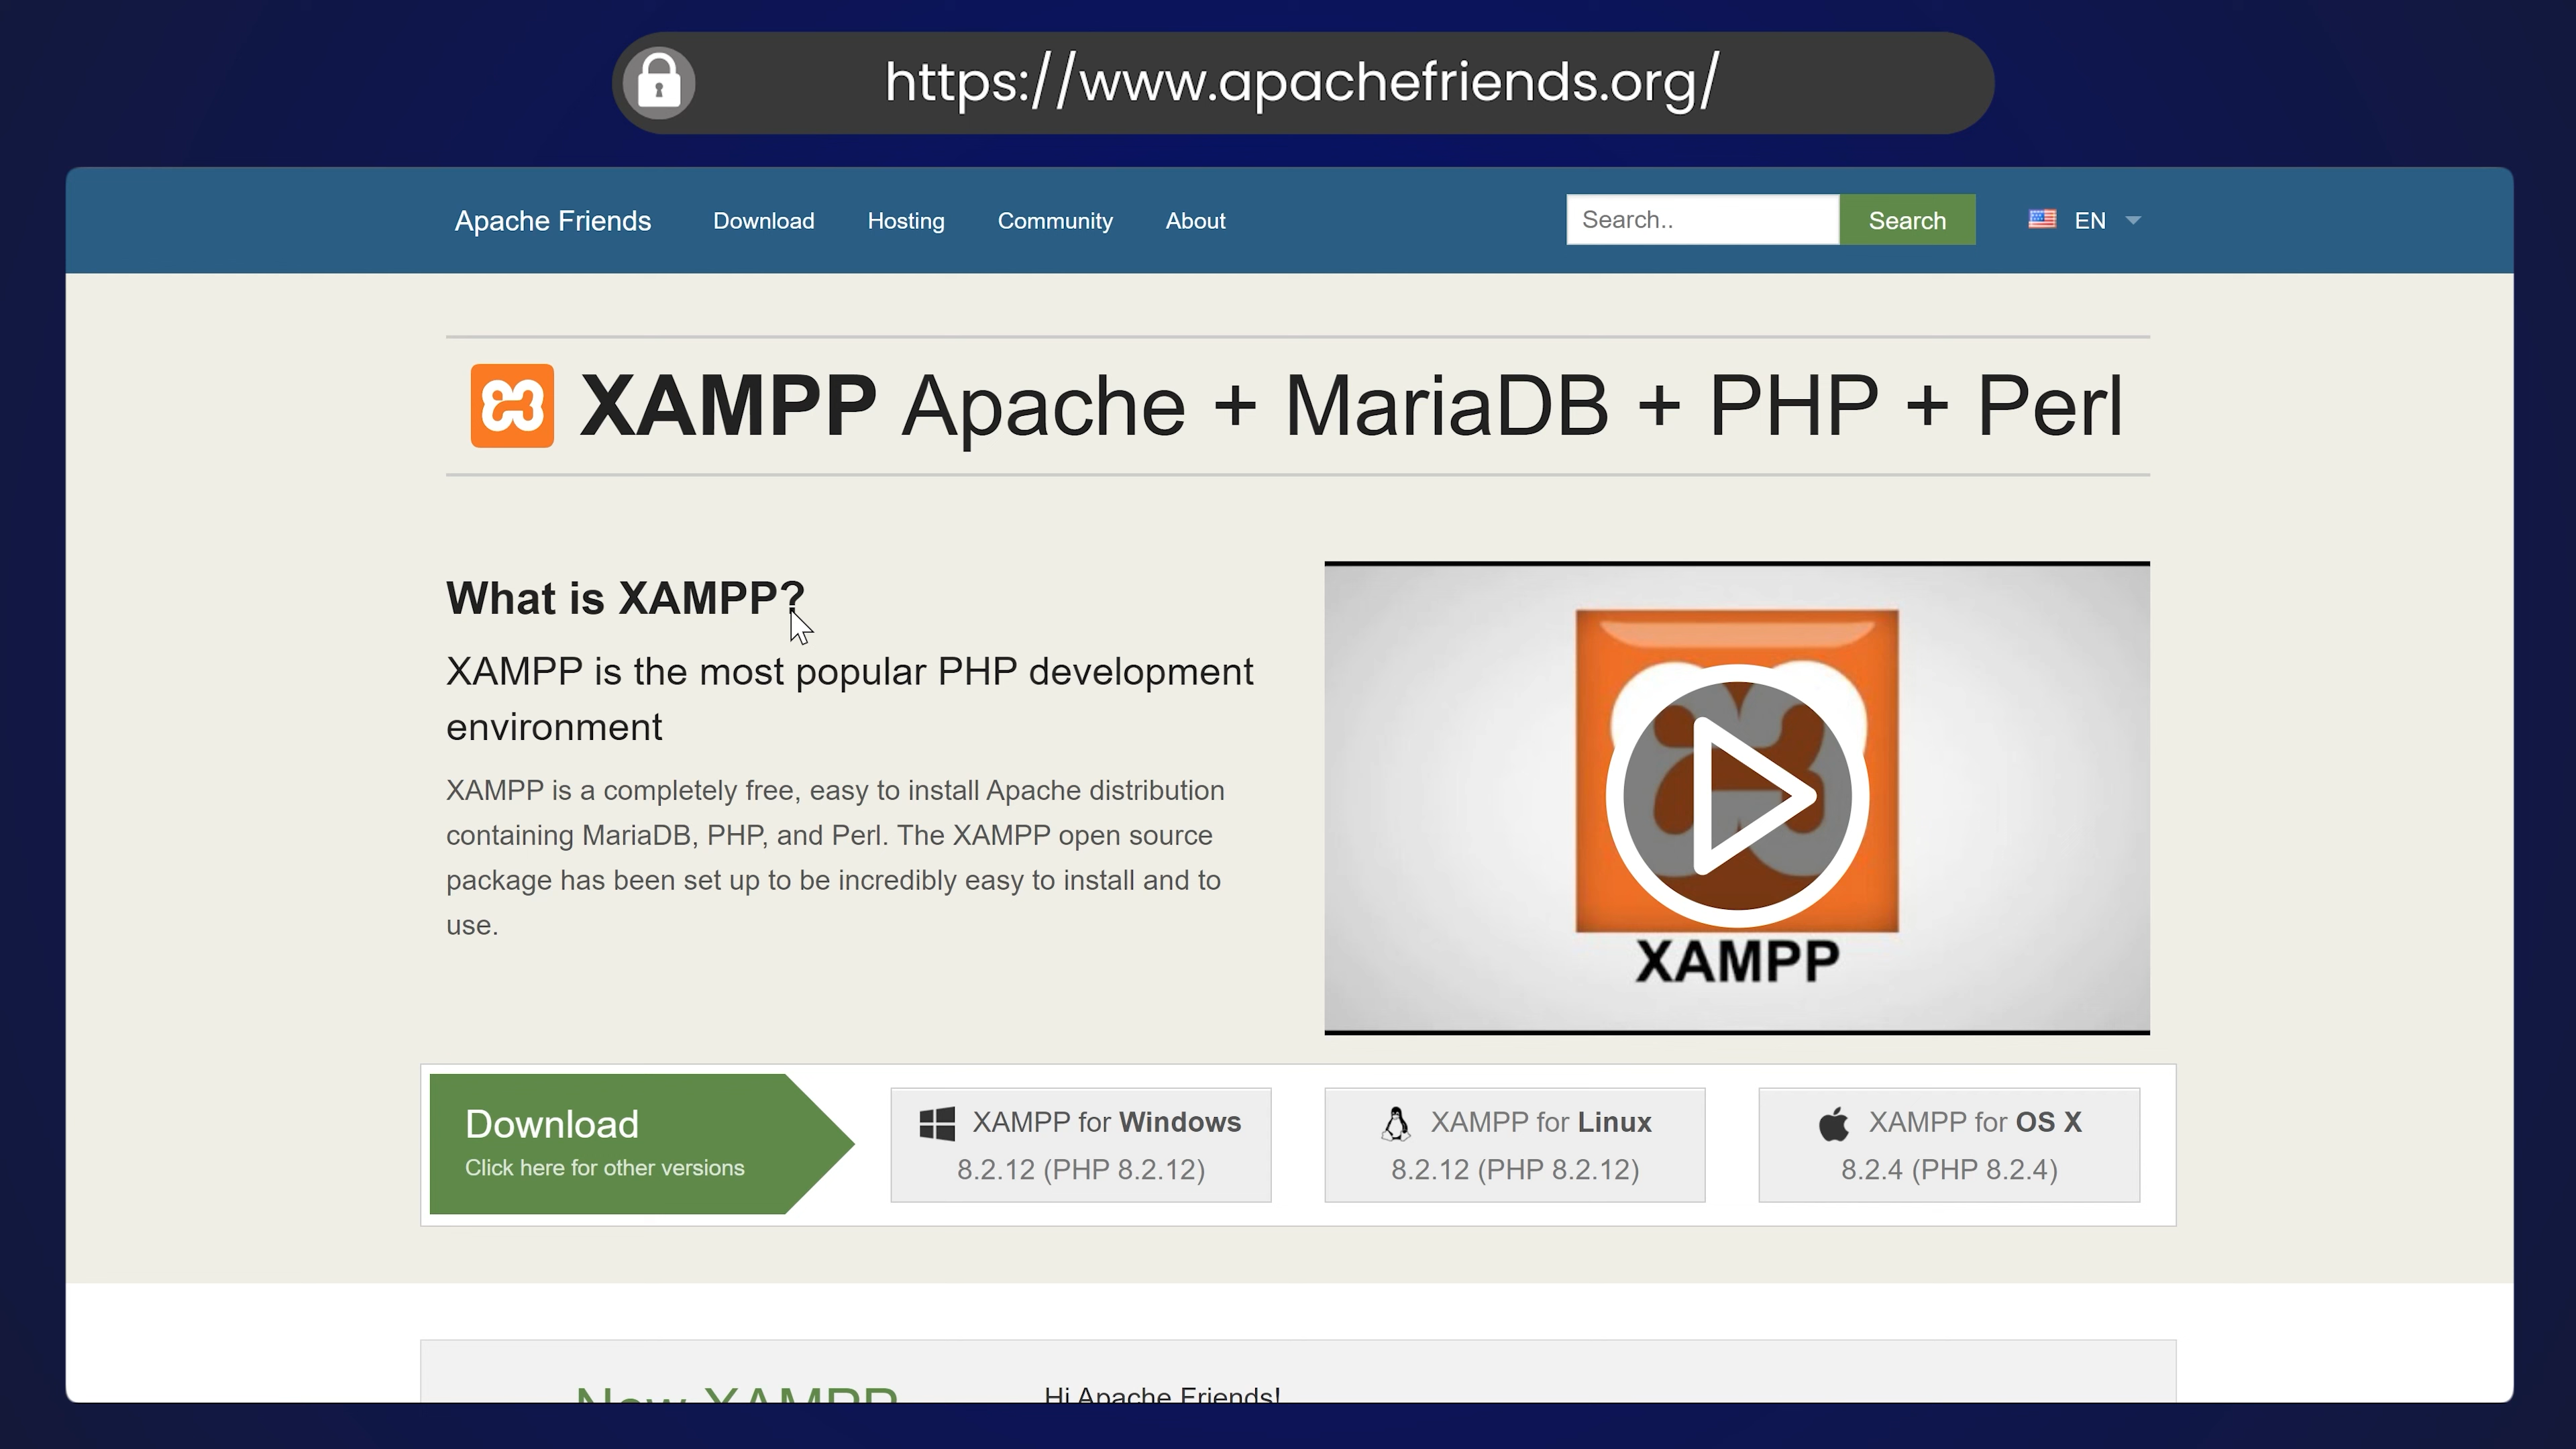 https://www.apachefriends.org/
Apache Friends
Download
Hosting
Community
About
Search..
Search
EN
XAMPP Apache + MariaDB + PHP + Perl
What is XAMPP?
XAMPP is the most popular PHP development
environment
XAMPP is a completely free, easy to install Apache distribution
containing MariaDB, PHP, and Perl. The XAMPP open source
package has been set up to be incredibly easy to install and to
use.
XAMPP
Download
Click here for other versions
XAMPP for Windows
8.2.12 (PHP 8.2.12)
XAMPP for Linux
8.2.12 (PHP 8.2.12)
XAMPP for OS X
8.2.4 (PHP 8.2.4)
New XAMPP
Hi Apache Friends!